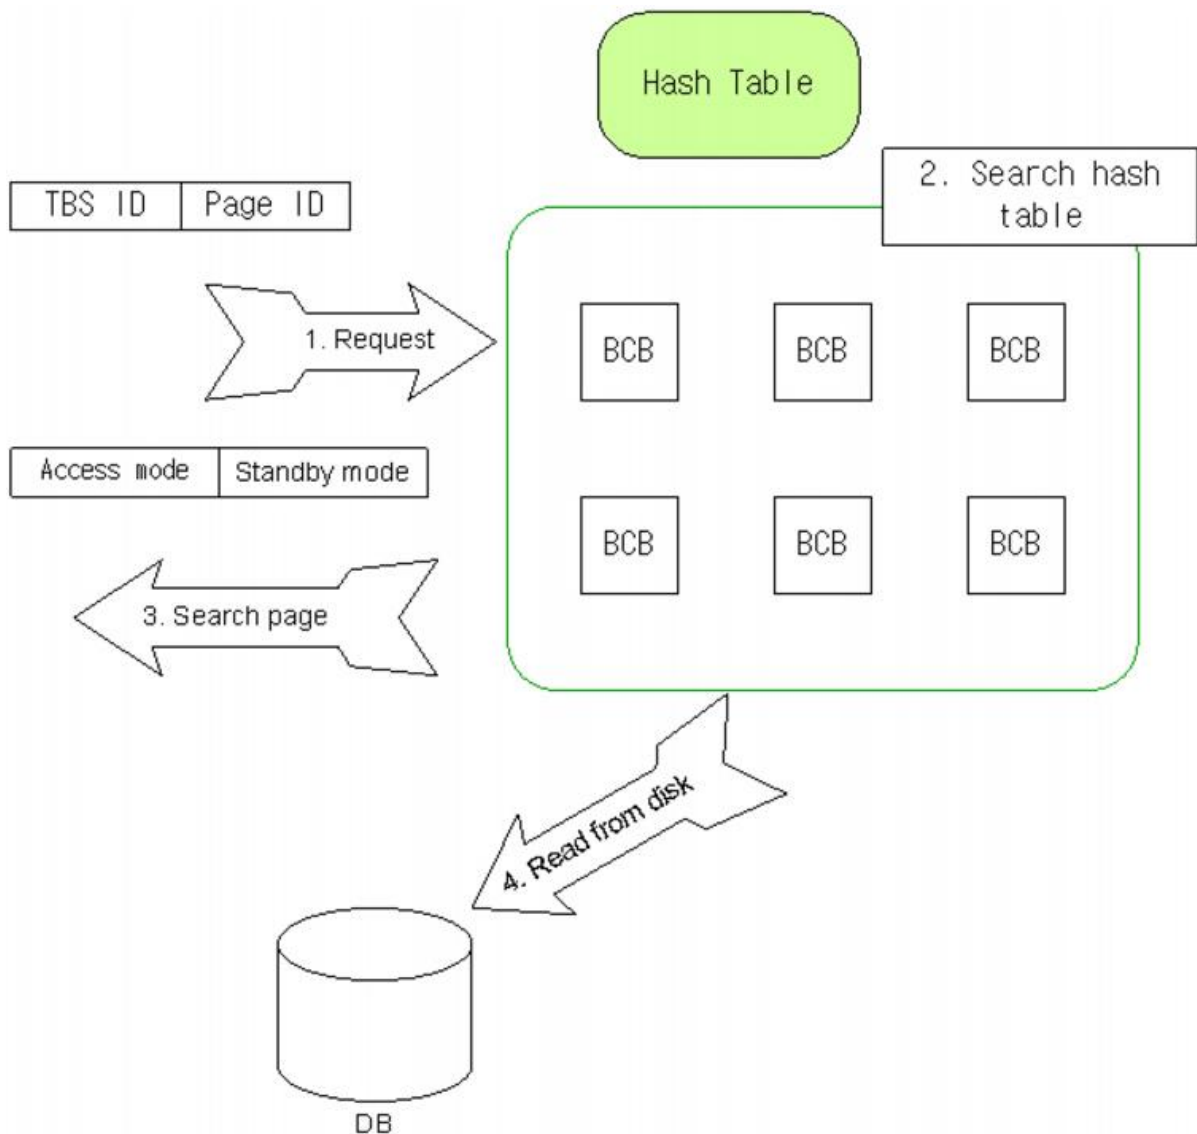 Hash Table
2. Search hash
table
TBS ID
Page ID
1. Request
BCB
BCB
BCB
Access mode
Standby mode
BCB
BCB
BCB
3. Search page
4. Read from disk
DB